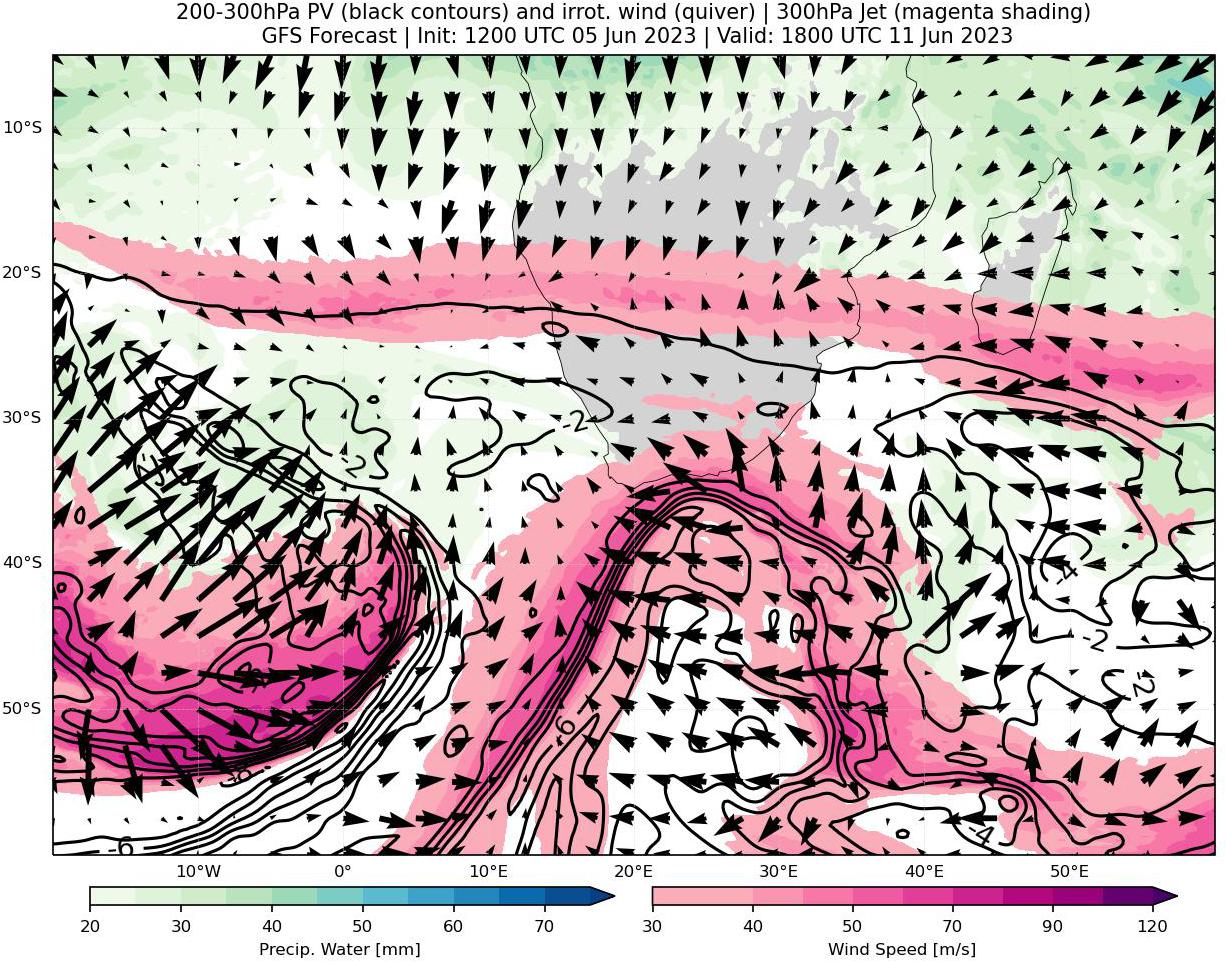 200-300hPa PV (black contours) and irrot. wind (quiver) | 300hPa Jet (magenta shading)
GFS Forecast | Init: 1200 UTC 05 Jun 2023 | Valid: 1800 UTC 11 Jun 2023
10°S
20°S
30°S
-2
-2
40°S
-4
-2
-2
50°S
-6
-8
-4
-6
10°W 0° 10°E 20°E 30°E 40°E 50°E
20 30 40 50 60 70
30 40 50 70 90 120
Precip. Water [mm]
Wind Speed [m/s]